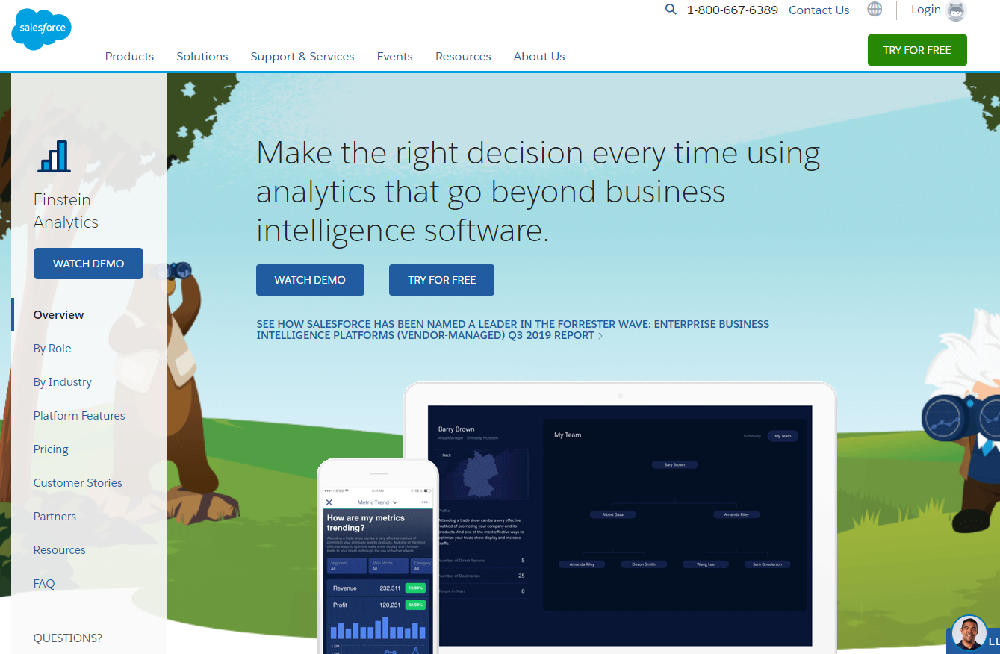 salesforce
1-800-667-6389
Contact Us
Login
Products
Solutions
Support & Services
Events
Resources
About Us
TRY FOR FREE
Einstein
Analytics
WATCH DEMO
Overview
By Role
By Industry
Platform Features
Pricing
Customer Stories
Partners
Resources
FAQ
QUESTIONS?
Make the right decision every time using
analytics that go beyond business
intelligence software.
WATCH DEMO
TRY FOR FREE
SEE HOW SALESFORCE HAS BEEN NAMED A LEADER IN THE FORRESTER WAVE: ENTERPRISE BUSINESS
INTELLIGENCE PLATFORMS (VENDOR-MANAGED) Q3 2019 REPORT >
Barry Brown
Area Manager - Shleswig Holstein
Back
Profile
Attending a trade show can be a very effective
method of promoting your company and its
products. And one of the most effective ways to
optimize your trade show display and increase
traffic.
Number of Direct Reports 5
Number of Dealerships 25
Tenure in Years 8
My Team
Summary
My Team
Bary Brown
Albert Gaza
Amanda Riley
Amanda Riley
Devon Smith
Wang Lee
Sam Gnuderson
SFDC
9:41 AM
58%
Metric Trend
How are my metrics
trending?
Attending a trade show can be a very effective method of
promoting your company and its products. And one of the most
effective ways to optimize trade show display and increase
traffic to your booth is through the use of banner stands.
Segment
All
Ship Mode
All
Category
All
Revenue 232,311 12.34%
Profit 120,231 43.03%
1.5M
LE